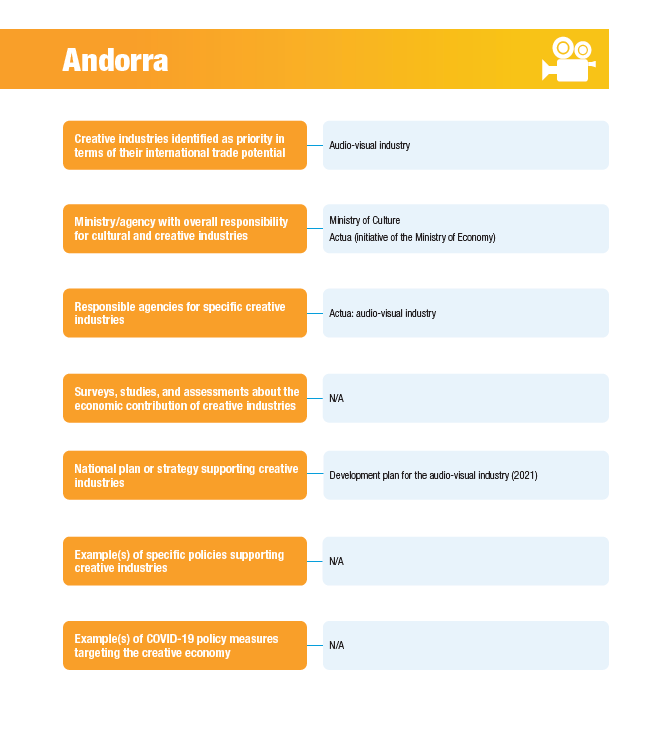 Andorra
Creative industries identified as priority in
terms of their international trade potential
Audio-visual industry
Ministry/agency with overall responsibility
for cultural and creative industries
Ministry of Culture
Actua (initiative of the Ministry of Economy)
Responsible agencies for specific creative
industries
Actua: audio-visual industry
Surveys, studies, and assessments about the
economic contribution of creative industries
N/A
National plan or strategy supporting creative
industries
Development plan for the audio-visual industry (2021)
Example(s) of specific policies supporting
creative industries
N/A
Example(s) of COVID-19 policy measures
targeting the creative economy
N/A